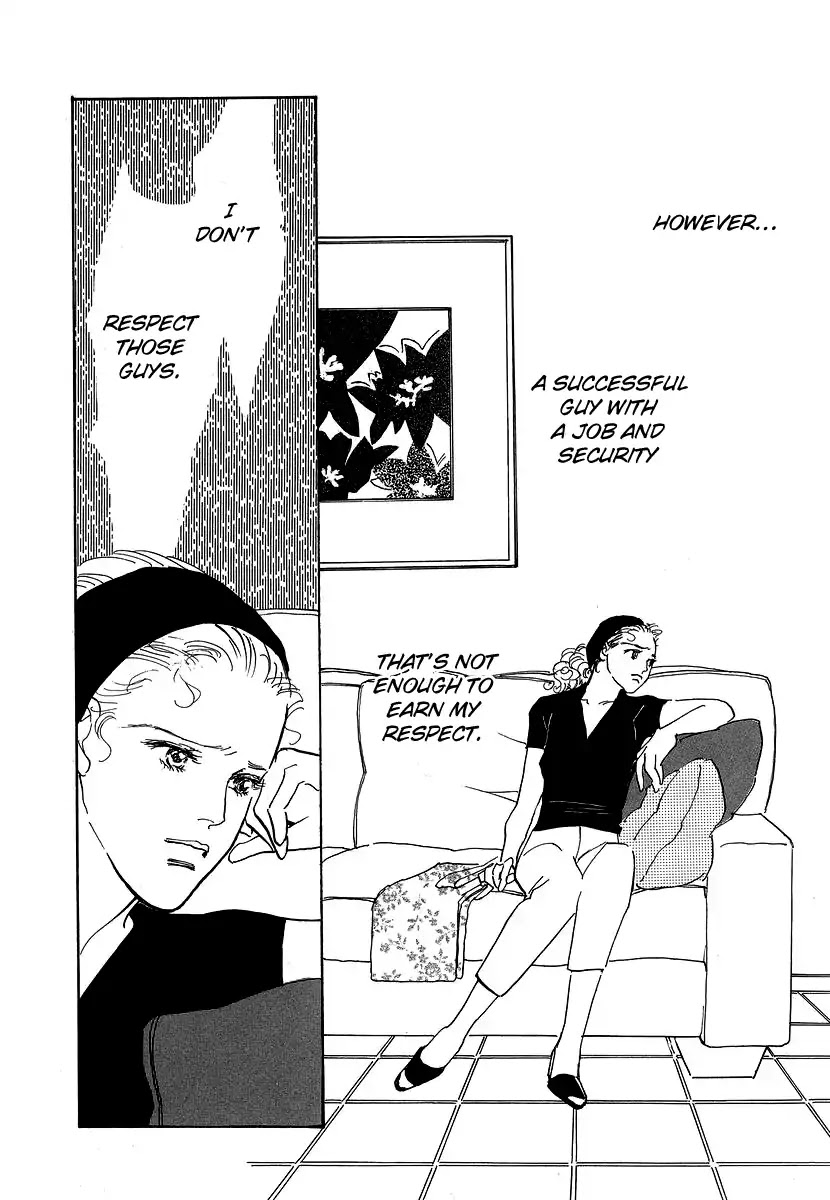 HOWEVER...
A SUCCESSFUL
GUY WITH
A JOB AND
SECURITY
THAT'S NOT
ENOUGH TO
EARN MY
RESPECT.
I
DON'T
RESPECT
THOSE
GUYS.